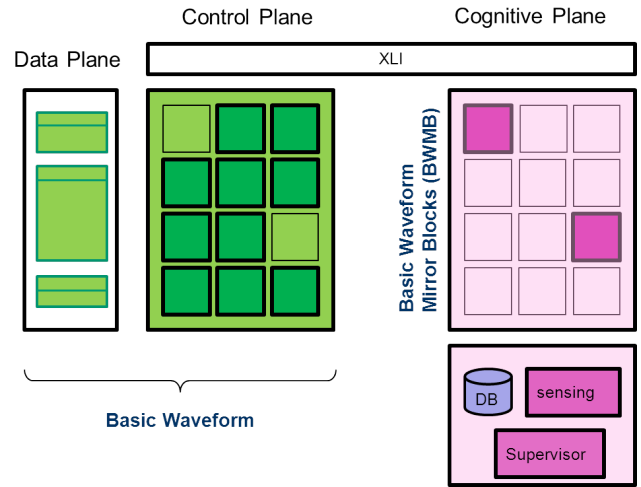 Control Plane
Cognitive Plane
Data Plane
XLI
Basic Waveform
Mirror Blocks (BWMB)
DB
sensing
Supervisor
Basic Waveform